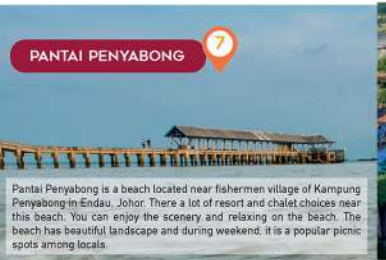 PANTAI PENYABONG
7
Pantai Penyabong is a beach located near fishermen village of Kampung
Penyabong in Endau, Johor. There a lot of resort and chalet choices near
this beach. You can enjoy the scenery and relaxing on the beach. The
beach has beautiful landscape and during weekend, it is a popular picnic
spots among locals.